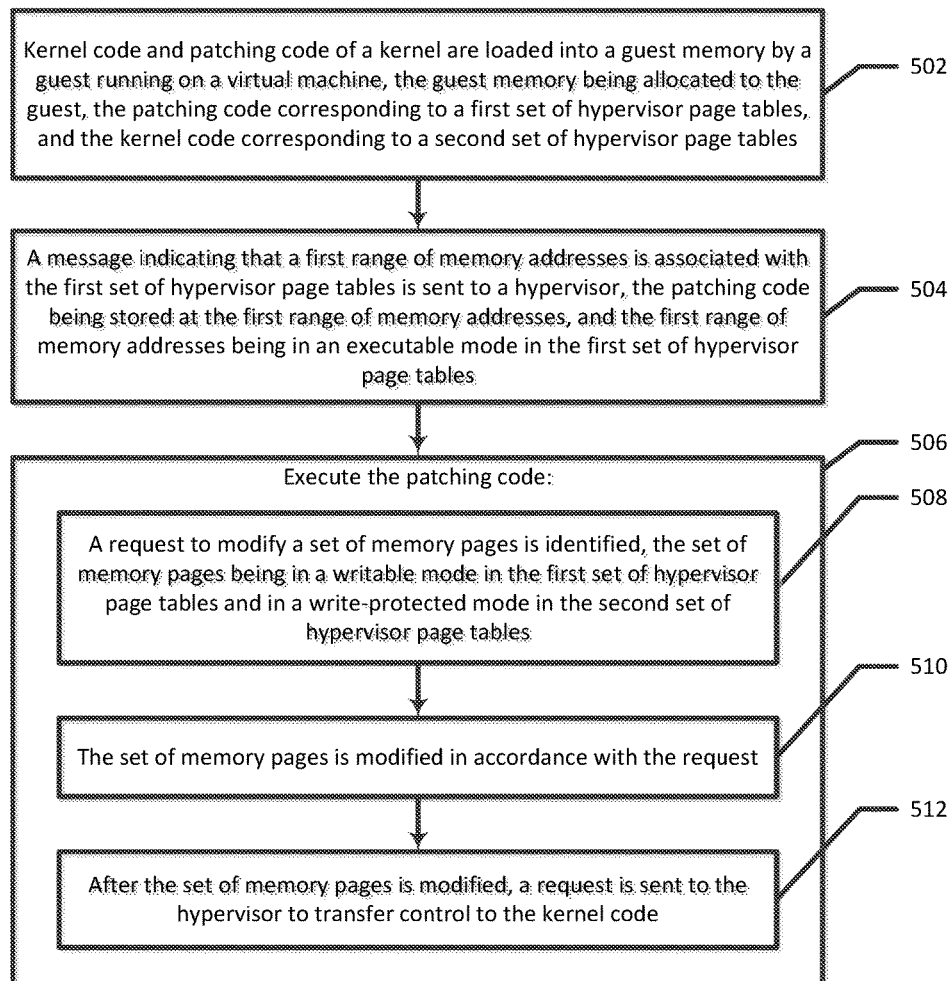 Kernel code and patching code of a kernel are loaded into a guest memory by a
guest running on a virtual machine, the guest memory being allocated to the
guest, the patching code corresponding to a first set of hypervisor page tables,
and the kernel code corresponding to a second set of hypervisor page tables
502
A message indicating that a first range of memory addresses is associated with
the first set of hypervisor page tables is sent to a hypervisor, the patching code
being stored at the first range of memory addresses, and the first range of
memory addresses being in an executable mode in the first set of hypervisor
page tables
504
506
Execute the patching code:
508
A request to modify a set of memory pages is identified, the set of
memory pages being in a writable mode in the first set of hypervisor
page tables and in a write-protected mode in the second set of
hypervisor page tables
510
The set of memory pages is modified in accordance with the request
512
After the set of memory pages is modified, a request is sent to the
hypervisor to transfer control to the kernel code